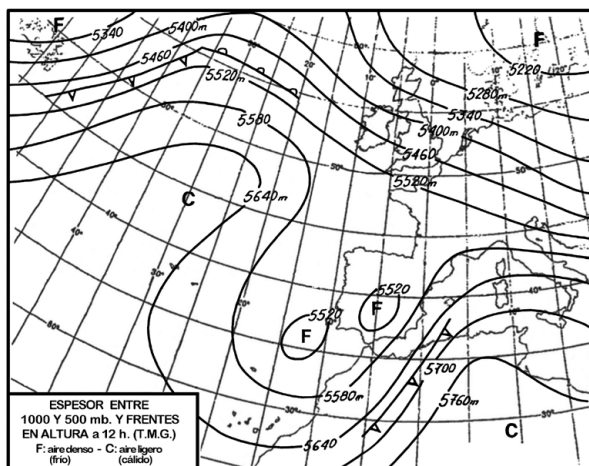 F
5340
5400m
5460
5520m
5580
5640m
C
F
5220
5280m
5340
5400m
5460
5520m
5520
F
5520
F
5580m
5640
5700
5760m
C
ESPESOR ENTRE
1000 Y 500 mb. Y FRENTES
EN ALTURA a 12 h. (T.M.G.)
F: aire denso - C: aire ligero
(frío) (cálido)